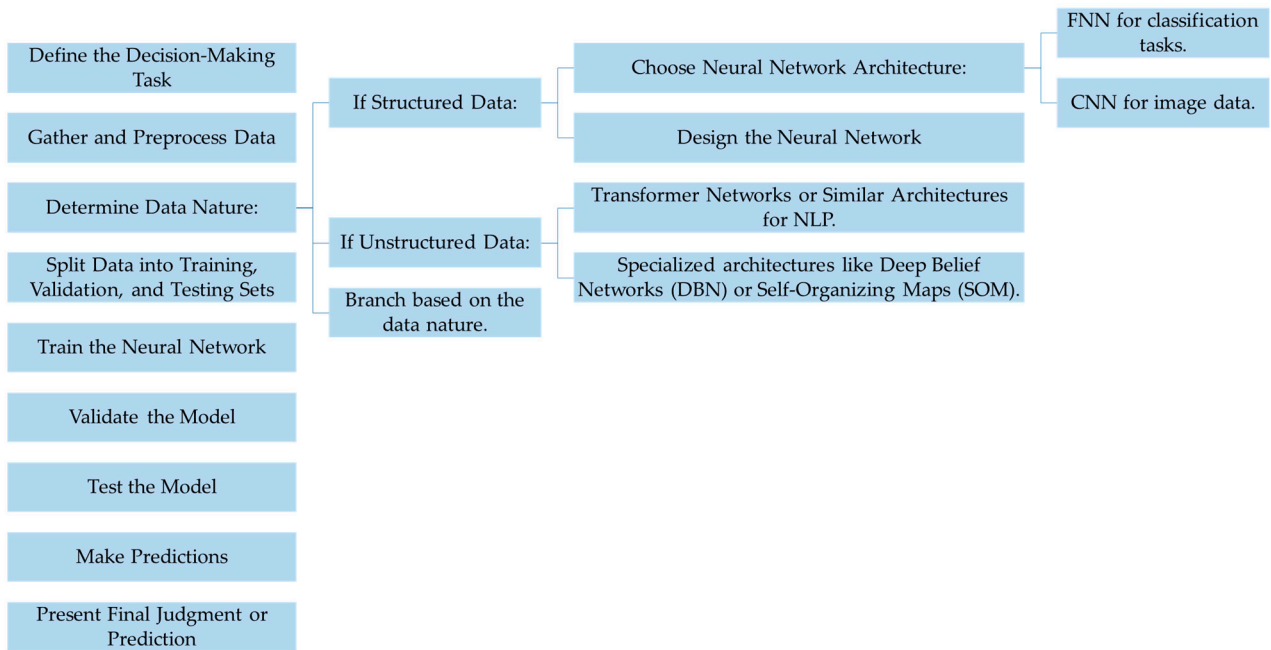 Define the Decision-Making
Task
Gather and Preprocess Data
Determine Data Nature:
Split Data into Training,
Validation, and Testing Sets
Train the Neural Network
Validate the Model
Test the Model
Make Predictions
Present Final Judgment or
Prediction
If Structured Data:
If Unstructured Data:
Branch based on the
data nature.
Choose Neural Network Architecture:
Design the Neural Network
Transformer Networks or Similar Architectures
for NLP.
Specialized architectures like Deep Belief
Networks (DBN) or Self-Organizing Maps (SOM).
FNN for classification
tasks.
CNN for image data.